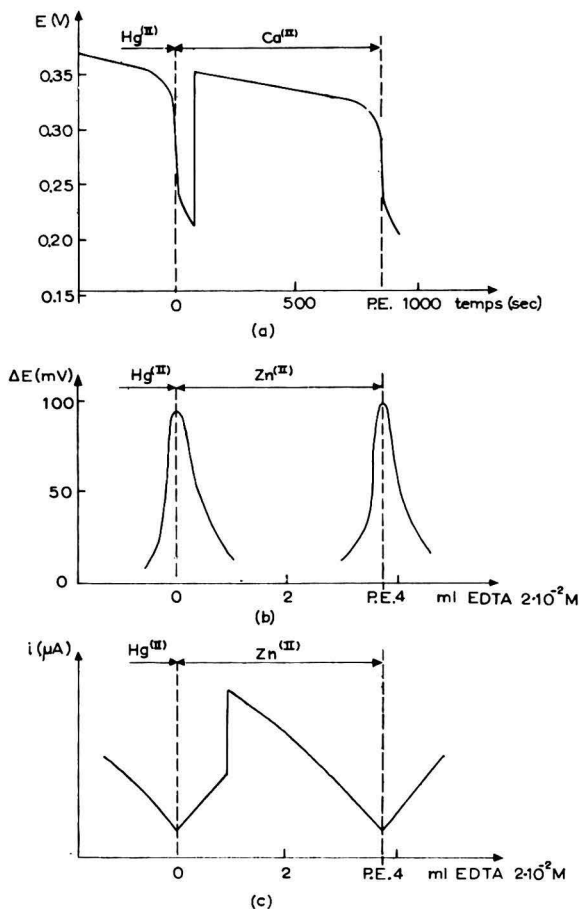 E (V)
Hg(II) Ca(II)
0.35
0.30
0.25
0.20
0.15
0 500 P.E. 1000 temps (sec)
(a)
ΔE (mV)
Hg(II) Zn(II)
100
50
0
0 2 P.E. 4 ml EDTA 2·10⁻² M
(b)
i (μA)
Hg(II) Zn(II)
0 2 P.E. 4 ml EDTA 2·10⁻² M
(c)